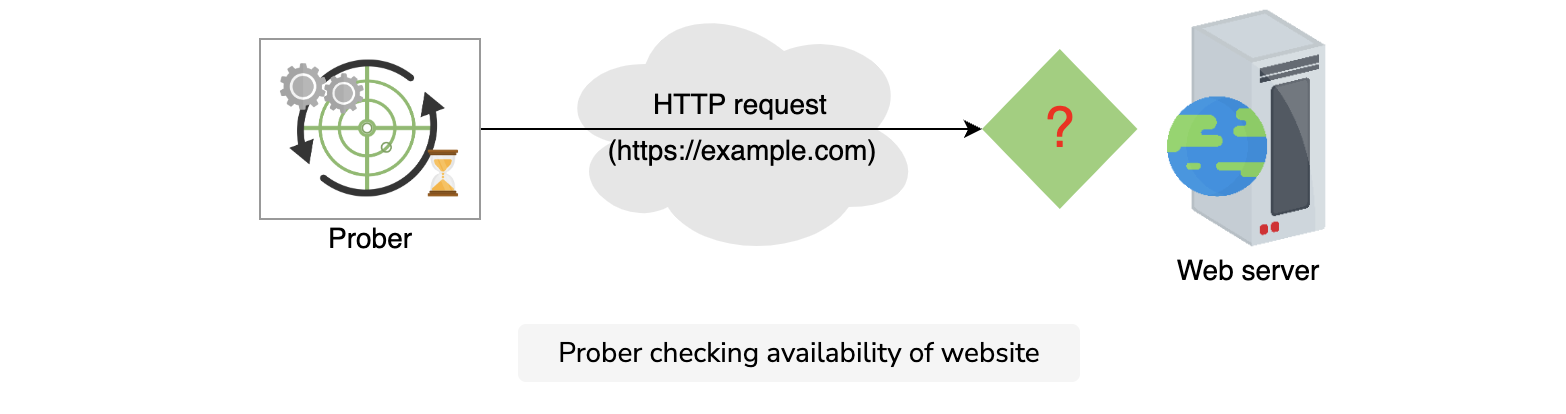 HTTP request
(https://example.com)
?
Prober
Web server
Prober checking availability of website